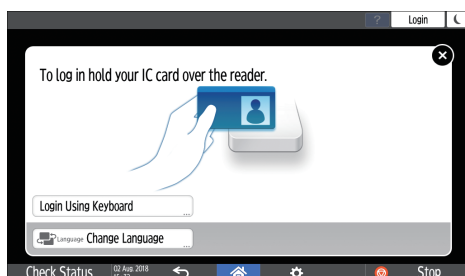 ? Login
To log in hold your IC card over the reader.
Login Using Keyboard
...
Language Change Language
...
Check Status 02 Aug. 2018 Stop